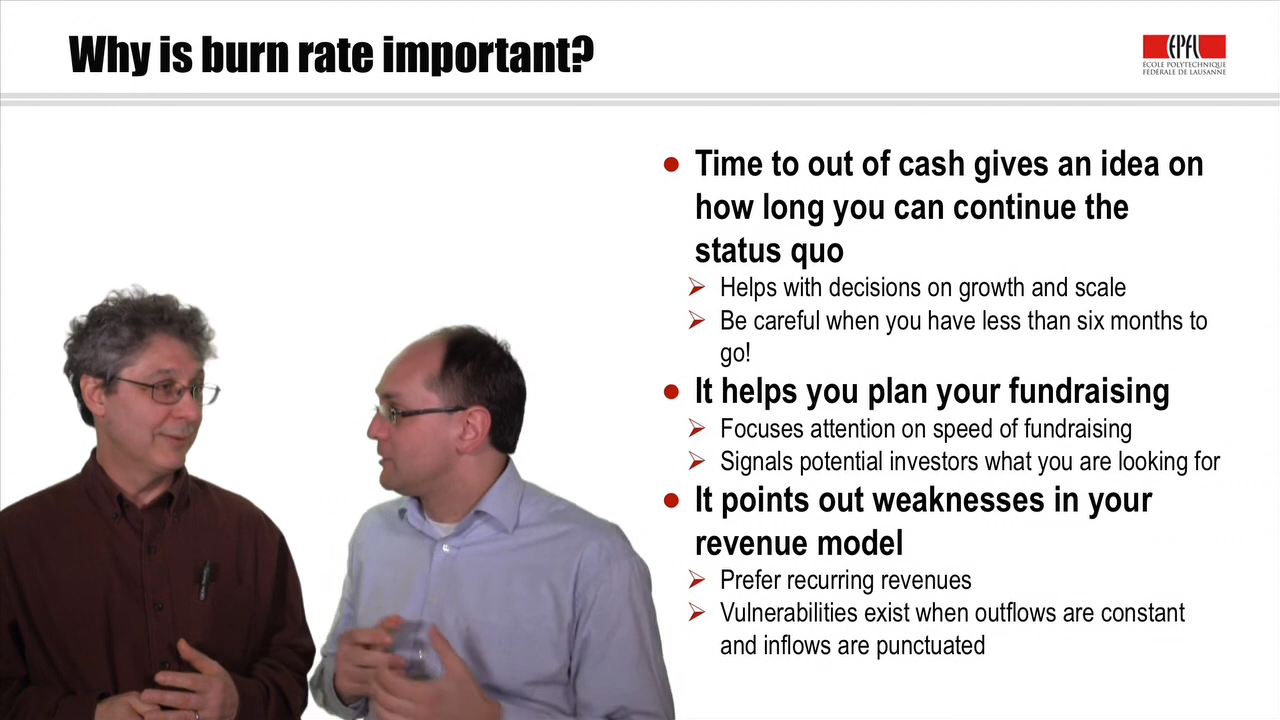 Why is burn rate important?
EPFL
ÉCOLE POLYTECHNIQUE
FÉDÉRALE DE LAUSANNE
● Time to out of cash gives an idea on
how long you can continue the
status quo
➢ Helps with decisions on growth and scale
➢ Be careful when you have less than six months to
go!
● It helps you plan your fundraising
➢ Focuses attention on speed of fundraising
➢ Signals potential investors what you are looking for
● It points out weaknesses in your
revenue model
➢ Prefer recurring revenues
➢ Vulnerabilities exist when outflows are constant
and inflows are punctuated